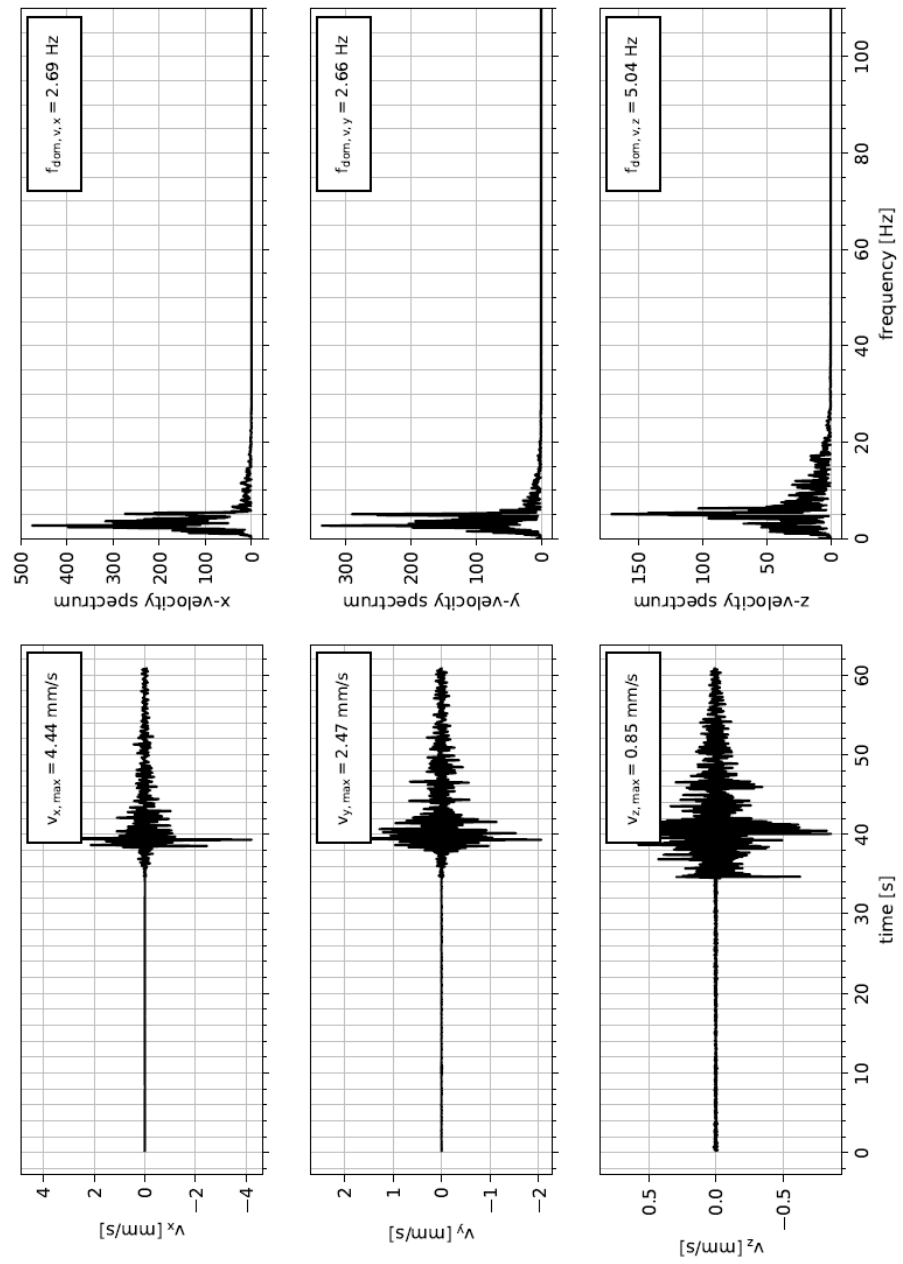 v_x [mm/s]
4
2
0
−2
−4
v_x, max = 4.44 mm/s
x-velocity spectrum
500
400
300
200
100
0
f_dom, v, x = 2.69 Hz
v_y [mm/s]
2
1
0
−1
−2
v_y, max = 2.47 mm/s
y-velocity spectrum
300
200
100
0
f_dom, v, y = 2.66 Hz
v_z [mm/s]
0.5
0.0
−0.5
v_z, max = 0.85 mm/s
0 10 20 30 40 50 60
time [s]
z-velocity spectrum
150
100
50
0
f_dom, v, z = 5.04 Hz
0 20 40 60 80 100
frequency [Hz]